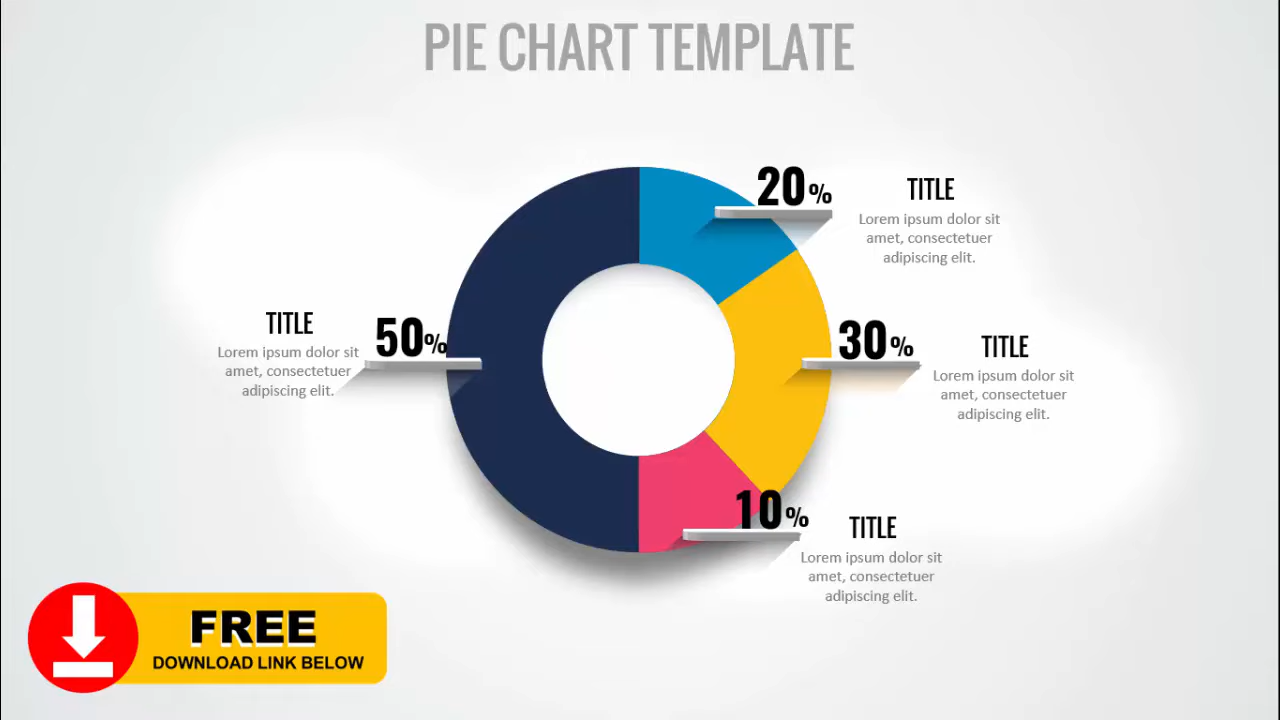 PIE CHART TEMPLATE
20%
TITLE
Lorem ipsum dolor sit
amet, consectetuer
adipiscing elit.
TITLE
50%
Lorem ipsum dolor sit
amet, consectetuer
adipiscing elit.
30%
TITLE
Lorem ipsum dolor sit
amet, consectetuer
adipiscing elit.
10%
TITLE
Lorem ipsum dolor sit
amet, consectetuer
adipiscing elit.
FREE
DOWNLOAD LINK BELOW